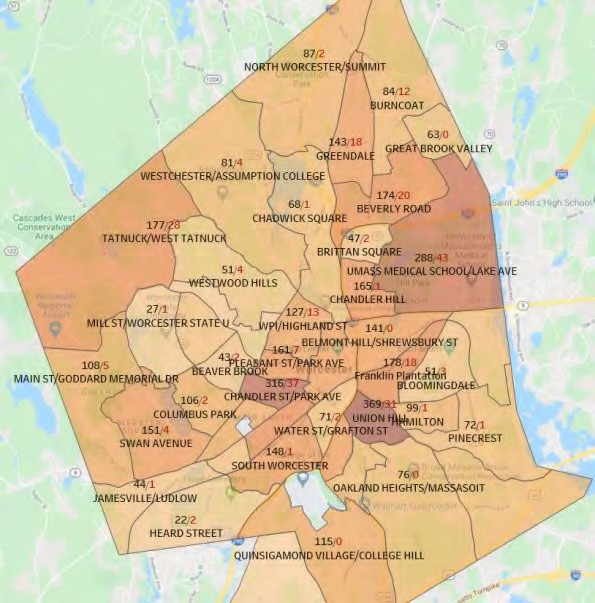 87/2
NORTH WORCESTER/SUMMIT
84/12
BURNCOAT
143/18
GREENDALE
63/0
GREAT BROOK VALLEY
81/4
WESTCHESTER/ASSUMPTION COLLEGE
68/1
CHADWICK SQUARE
174/20
BEVERLY ROAD
Saint John's High School
Cascades West
Conservation
Area
177/28
TATNUCK/WEST TATNUCK
47/2
BRITTAN SQUARE
288/43
UMASS MEDICAL SCHOOL/LAKE AVE
51/4
WESTWOOD HILLS
165/1
CHANDLER HILL
27/1
MILL ST/WORCESTER STATE U
127/13
WPI/HIGHLAND ST
141/0
BELMONT HILL/SHREWSBURY ST
43/2
BEAVER BROOK
161/7
PLEASANT ST/PARK AVE
178/18
Franklin Plantation
51/3
BLOOMINGDALE
108/5
MAIN ST/GODDARD MEMORIAL DR
316/37
CHANDLER ST/PARK AVE
106/2
COLUMBUS PARK
369/31
UNION HILL
99/1
HAMILTON
71/2
WATER ST/GRAFTON ST
72/1
PINECREST
151/4
SWAN AVENUE
148/1
SOUTH WORCESTER
76/0
OAKLAND HEIGHTS/MASSASOIT
44/1
JAMESVILLE/LUDLOW
Walmart Supercenter
22/2
HEARD STREET
115/0
QUINSIGAMOND VILLAGE/COLLEGE HILL